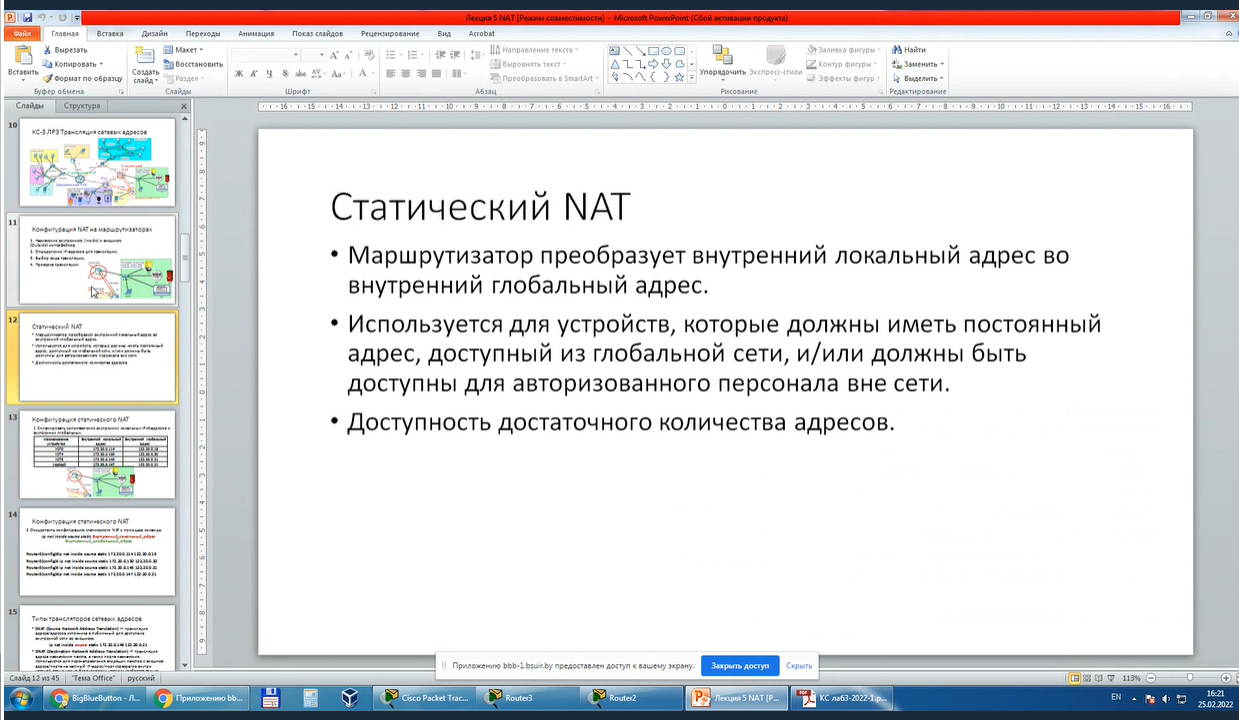 Лекция 5 NAT [Режим совместимости] - Microsoft PowerPoint (Сбой активации продукта)
Файл Главная Вставка Дизайн Переходы Анимация Показ слайдов Рецензирование Вид Acrobat
Вставить
Вырезать
Копировать
Формат по образцу
Буфер обмена
Создать слайд
Макет
Восстановить
Раздел
Слайды
Шрифт
Направление текста
Выровнять текст
Преобразовать в SmartArt
Абзац
Упорядочить
Экспресс-стили
Заливка фигуры
Контур фигуры
Эффекты фигур
Рисование
Найти
Заменить
Выделить
Редактирование
Слайды Структура
10
КС-3 ЛР3 Трансляция сетевых адресов
11
Конфигурация NAT на маршрутизаторах
12
Статический NAT
13
Конфигурация статического NAT
14
Конфигурация статического NAT
15
Типы трансляторов сетевых адресов
Статический NAT
• Маршрутизатор преобразует внутренний локальный адрес во
внутренний глобальный адрес.
• Используется для устройств, которые должны иметь постоянный
адрес, доступный из глобальной сети, и/или должны быть
доступны для авторизованного персонала вне сети.
• Доступность достаточного количества адресов.
Приложению bbb-1.bsuir.by предоставлен доступ к вашему экрану. Закрыть доступ Скрыть
Слайд 12 из 45 "Тема Office" русский 113%
BigBlueButton - Л... Приложению bb... Cisco Packet Trac... Router3 Router2 Лекция 5 NAT [Р... КС лаб3-2022-1.p... EN 16:21
25.02.2022